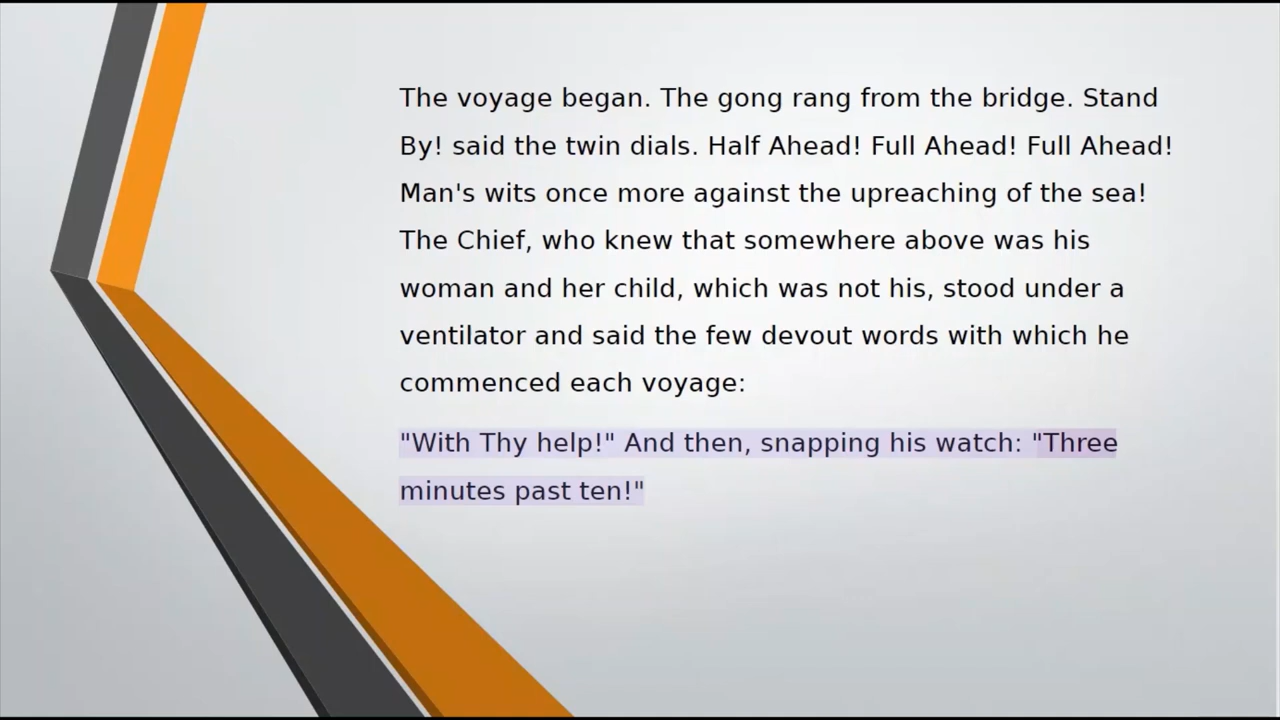 The voyage began. The gong rang from the bridge. Stand
By! said the twin dials. Half Ahead! Full Ahead! Full Ahead!
Man's wits once more against the upreaching of the sea!
The Chief, who knew that somewhere above was his
woman and her child, which was not his, stood under a
ventilator and said the few devout words with which he
commenced each voyage:
"With Thy help!" And then, snapping his watch: "Three
minutes past ten!"